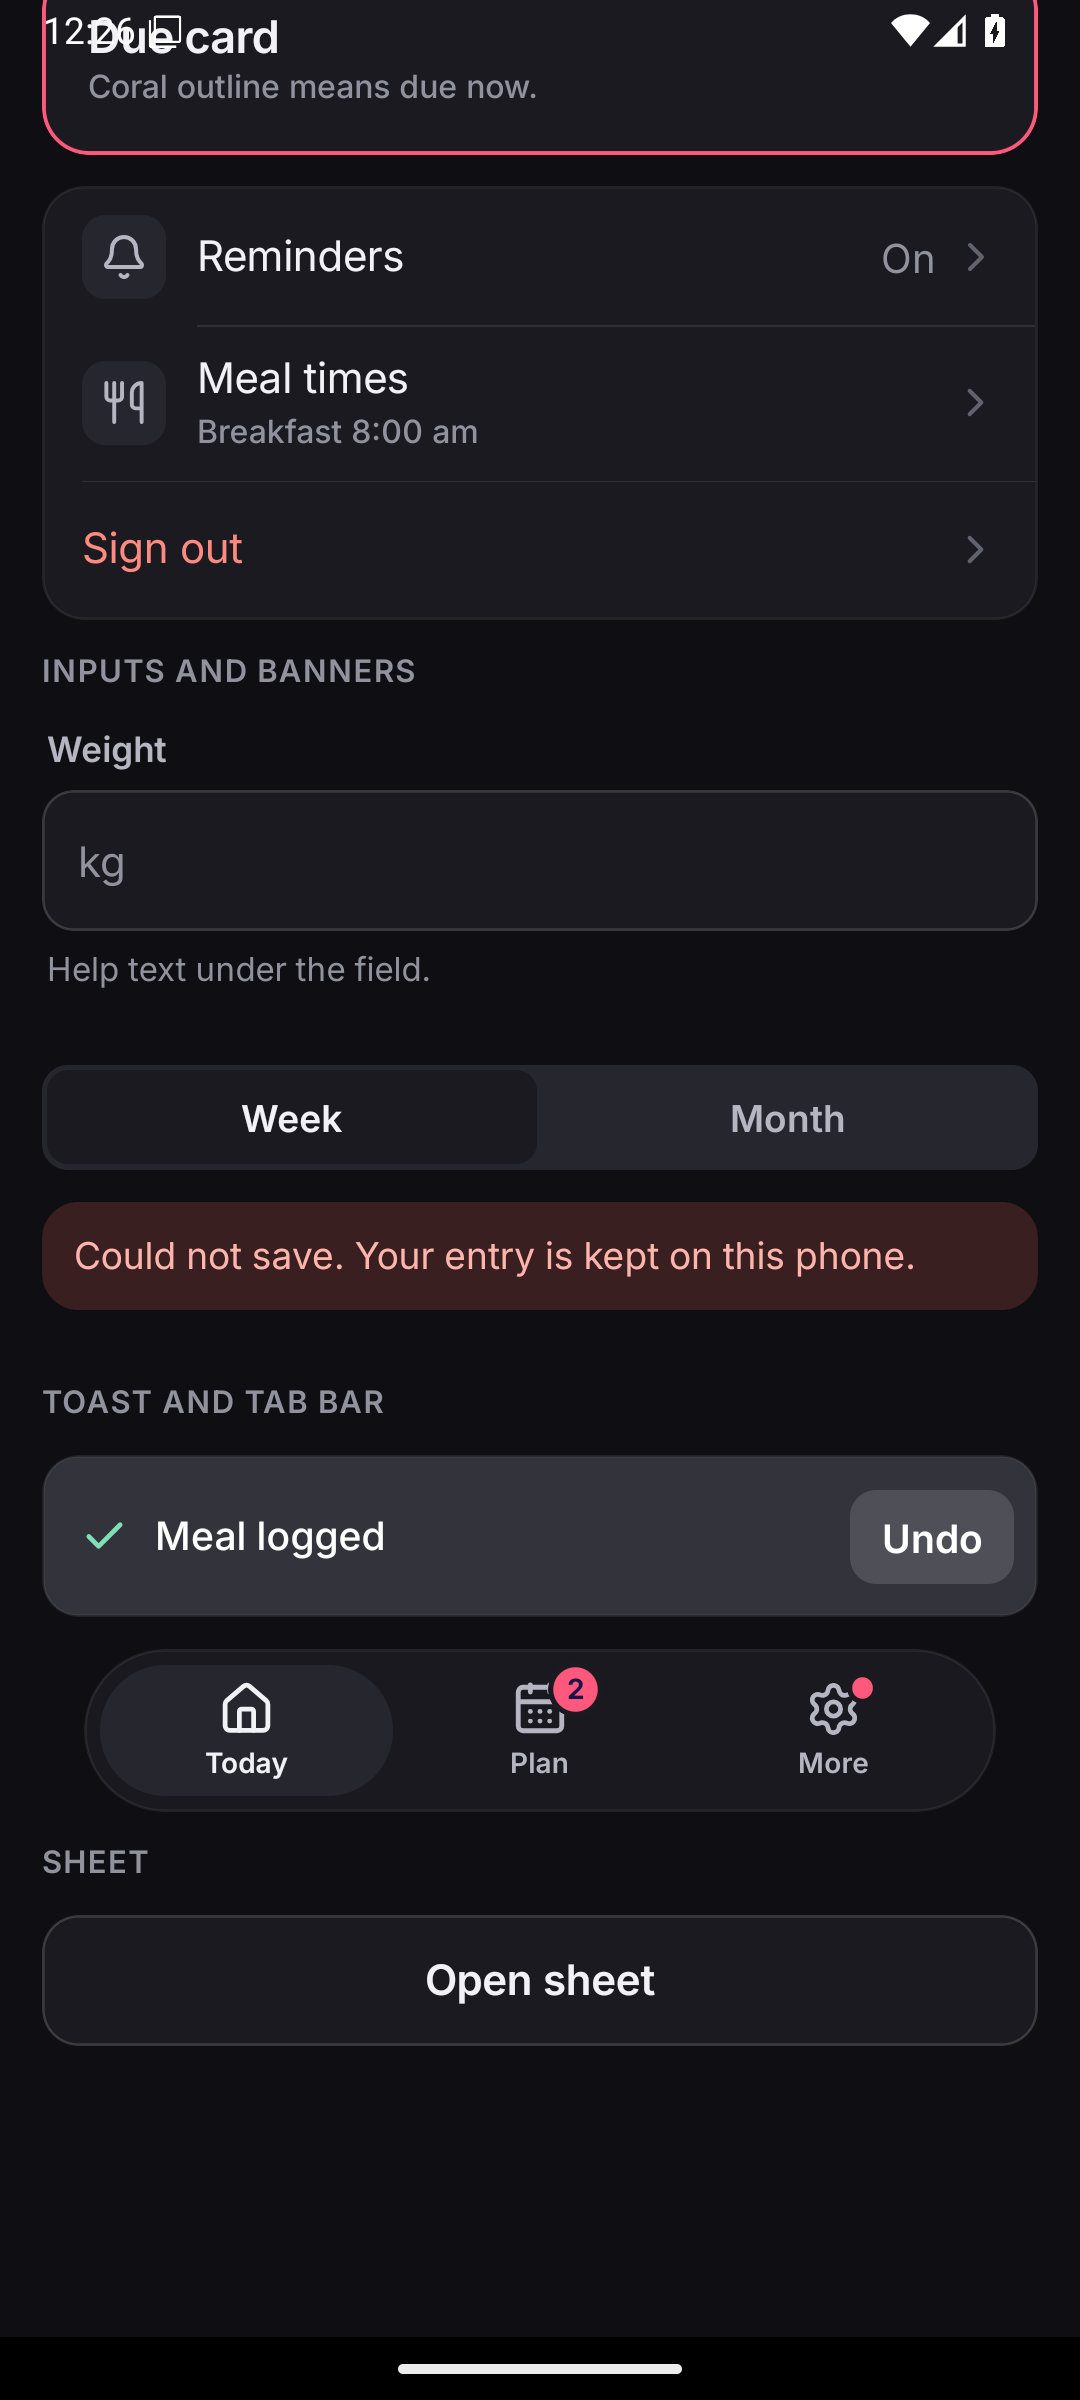 12:26
Due card
Coral outline means due now.
Reminders
On
Meal times
Breakfast 8:00 am
Sign out
INPUTS AND BANNERS
Weight
kg
Help text under the field.
Week
Month
Could not save. Your entry is kept on this phone.
TOAST AND TAB BAR
Meal logged
Undo
2
Today
Plan
More
SHEET
Open sheet